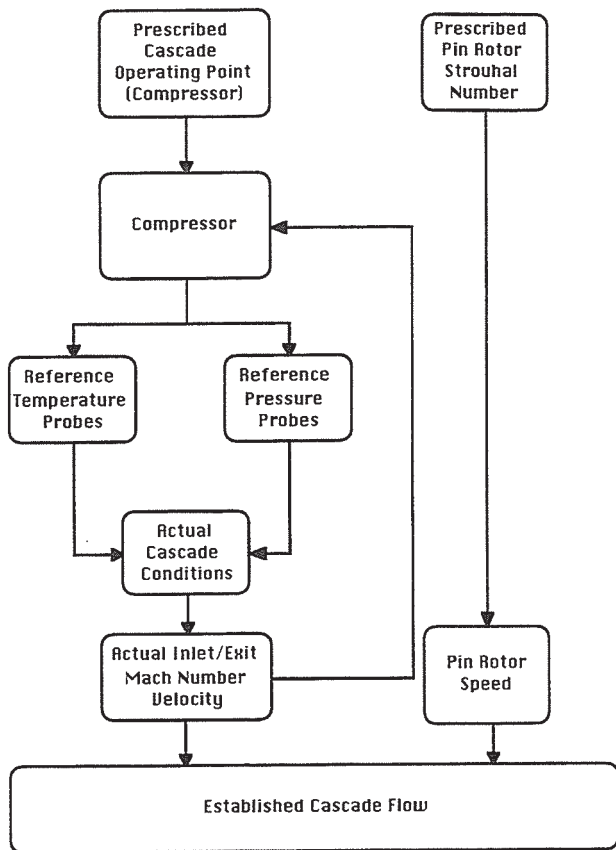 Prescribed
Cascade
Operating Point
(Compressor)
Prescribed
Pin Rotor
Strouhal
Number
Compressor
Reference
Temperature
Probes
Reference
Pressure
Probes
Actual
Cascade
Conditions
Actual Inlet/Exit
Mach Number
Velocity
Pin Rotor
Speed
Established Cascade Flow